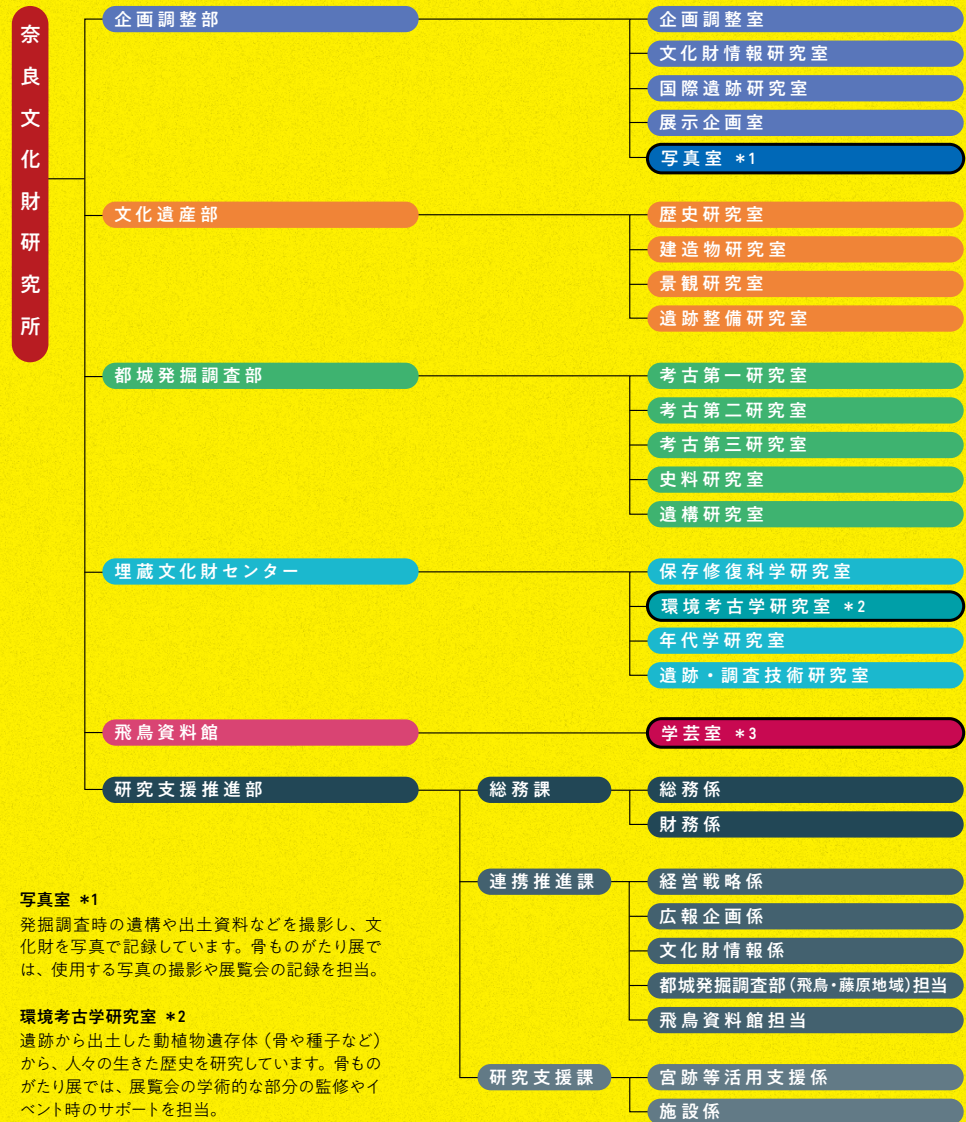 奈良文化財研究所
企画調整部
企画調整室
文化財情報研究室
国際遺跡研究室
展示企画室
写真室 *1
文化遺産部
歴史研究室
建造物研究室
景観研究室
遺跡整備研究室
都城発掘調査部
考古第一研究室
考古第二研究室
考古第三研究室
史料研究室
遺構研究室
埋蔵文化財センター
保存修復科学研究室
環境考古学研究室 *2
年代学研究室
遺跡・調査技術研究室
飛鳥資料館
学芸室 *3
研究支援推進部
総務課
総務係
財務係
連携推進課
経営戦略係
広報企画係
文化財情報係
都城発掘調査部(飛鳥・藤原地域)担当
飛鳥資料館担当
研究支援課
宮跡等活用支援係
施設係
写真室 *1
発掘調査時の遺構や出土資料などを撮影し、文
化財を写真で記録しています。骨ものがたり展で
は、使用する写真の撮影や展覧会の記録を担当。
環境考古学研究室 *2
遺跡から出土した動植物遺存体(骨や種子など)
から、人々の生きた歴史を研究しています。骨もの
がたり展では、展覧会の学術的な部分の監修やイ
ベント時のサポートを担当。